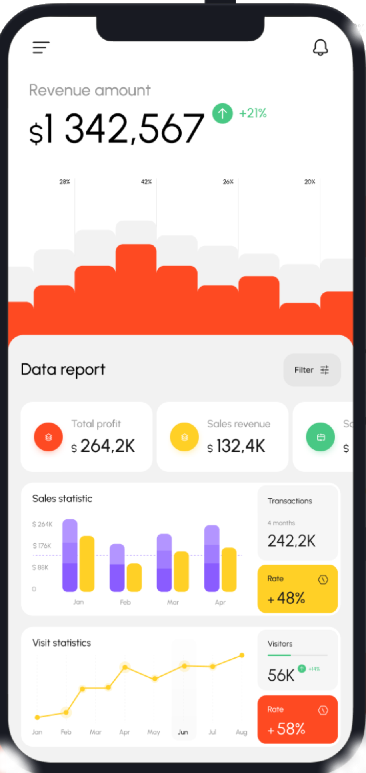 Revenue amount
$1 342,567 +21%
28% 42% 26% 20%
Data report
Filter
Total profit
$ 264,2K
Sales revenue
$ 132,4K
$
Sales statistic
$ 264K
$ 176K
$ 88K
0
Jan Feb Mar Apr
Transactions
4 months
242.2K
Rate
+ 48%
Visit statistics
Jan Feb Mar Apr May Jun Jul Aug
Visitors
56K
Rate
+ 58%